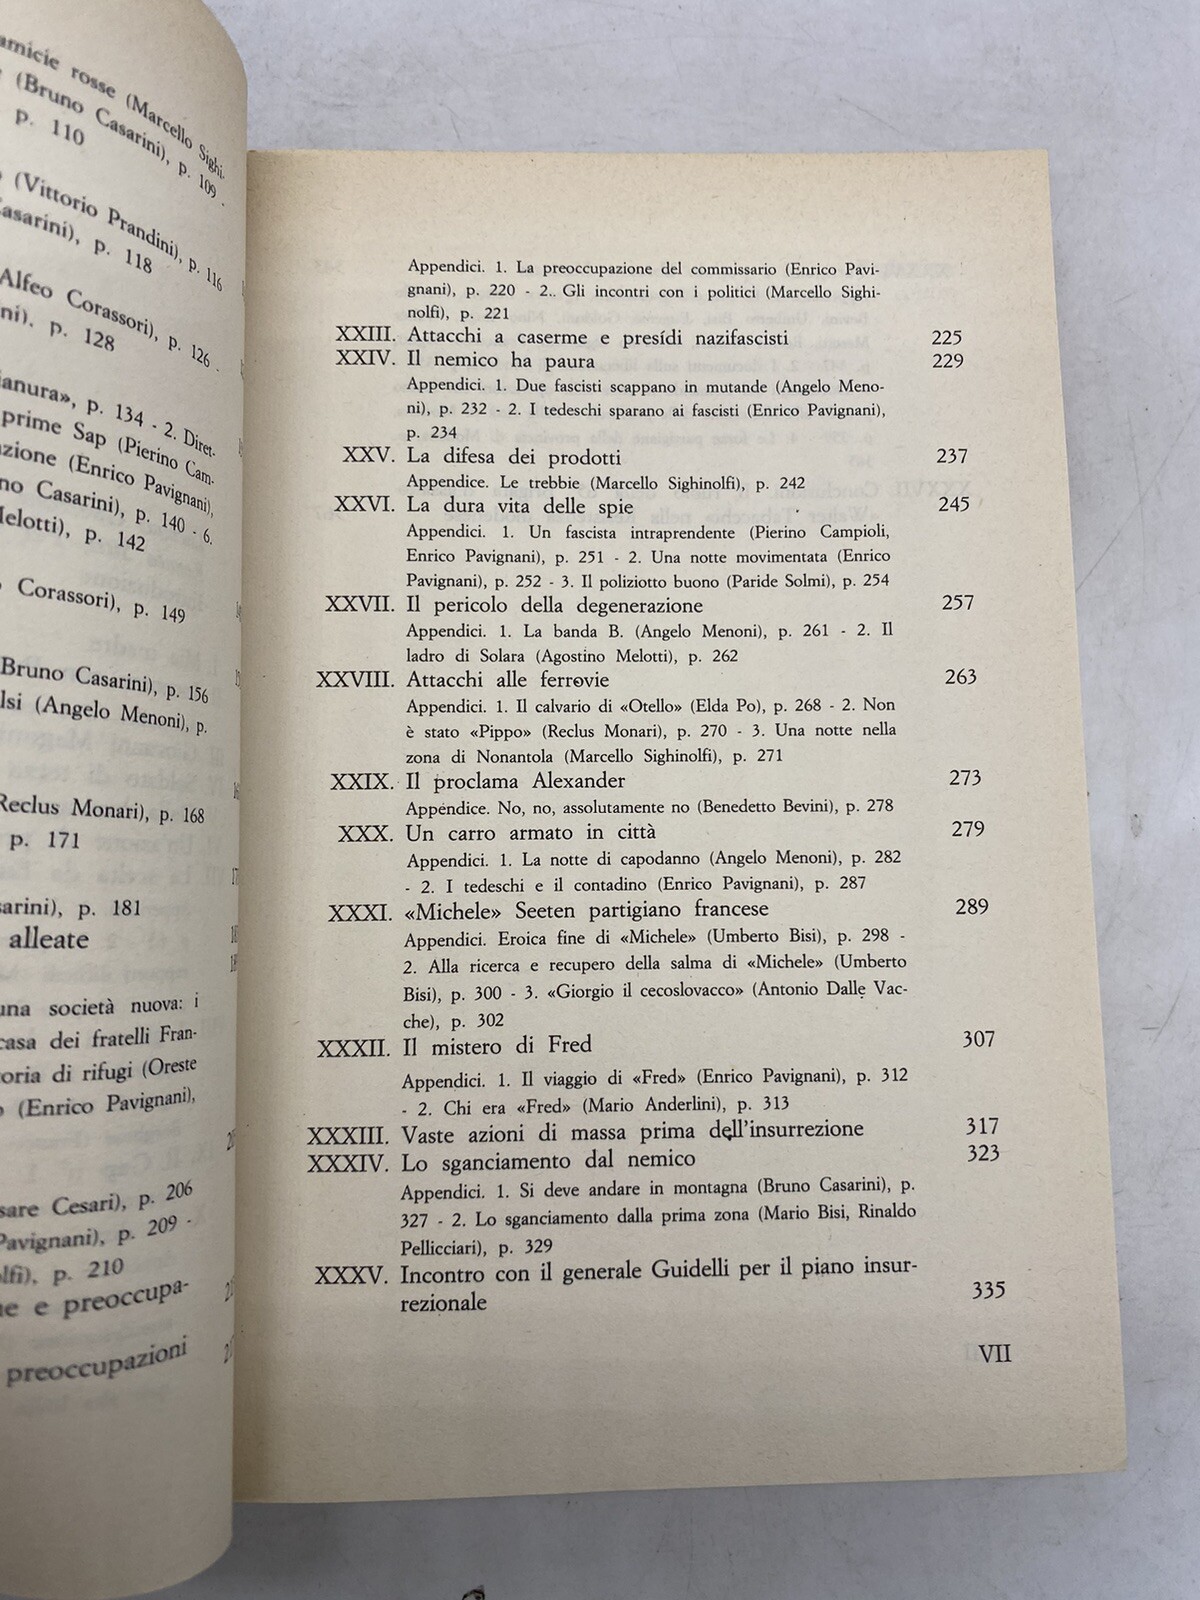 amicie rosse (Marcello Sighi-
(Bruno Casarini), p. 109 -
p. 110
(Vittorio Prandini), p. 116
Casarini), p. 118
Alfeo Corassori), p. 126 -
ni). p. 128
ianura», p. 134 - 2. Diret-
prime Sap (Pierino Cam-
zione (Enrico Pavignani),
no Casarini), p. 140 - 6.
Melotti), p. 142
Corassori), p. 149
Bruno Casarini), p. 156
lsi (Angelo Menoni), p.
Reclus Monari), p. 168
p. 171
sarini), p. 181
alleate
una società nuova: i
casa dei fratelli Fran-
oria di rifugi (Oreste
(Enrico Pavignani),
sare Cesari), p. 206
Pavignani), p. 209 -
lfi), p. 210
ne e preoccupa-
preoccupazioni
Appendici. 1. La preoccupazione del commissario (Enrico Pavi-
gnani), p. 220 - 2.. Gli incontri con i politici (Marcello Sighi-
nolfi), p. 221
XXIII. Attacchi a caserme e presídi nazifascisti 225
XXIV. Il nemico ha paura 229
Appendici. 1. Due fascisti scappano in mutande (Angelo Meno-
ni), p. 232 - 2. I tedeschi sparano ai fascisti (Enrico Pavignani),
p. 234
XXV. La difesa dei prodotti 237
Appendice. Le trebbie (Marcello Sighinolfi), p. 242
XXVI. La dura vita delle spie 245
Appendici. 1. Un fascista intraprendente (Pierino Campioli,
Enrico Pavignani), p. 251 - 2. Una notte movimentata (Enrico
Pavignani), p. 252 - 3. Il poliziotto buono (Paride Solmi), p. 254
XXVII. Il pericolo della degenerazione 257
Appendici. 1. La banda B. (Angelo Menoni), p. 261 - 2. Il
ladro di Solara (Agostino Melotti), p. 262
XXVIII. Attacchi alle ferrovie 263
Appendici. 1. Il calvario di «Otello» (Elda Po), p. 268 - 2. Non
è stato «Pippo» (Reclus Monari), p. 270 - 3. Una notte nella
zona di Nonantola (Marcello Sighinolfi), p. 271
XXIX. Il proclama Alexander 273
Appendice. No, no, assolutamente no (Benedetto Bevini), p. 278
XXX. Un carro armato in città 279
Appendici. 1. La notte di capodanno (Angelo Menoni), p. 282
- 2. I tedeschi e il contadino (Enrico Pavignani), p. 287
XXXI. «Michele» Seeten partigiano francese 289
Appendici. Eroica fine di «Michele» (Umberto Bisi), p. 298 -
2. Alla ricerca e recupero della salma di «Michele» (Umberto
Bisi), p. 300 - 3. «Giorgio il cecoslovacco» (Antonio Dalle Vac-
che), p. 302
XXXII. Il mistero di Fred 307
Appendici. 1. Il viaggio di «Fred» (Enrico Pavignani), p. 312
- 2. Chi era «Fred» (Mario Anderlini), p. 313
XXXIII. Vaste azioni di massa prima dell'insurrezione 317
XXXIV. Lo sganciamento dal nemico 323
Appendici. 1. Si deve andare in montagna (Bruno Casarini), p.
327 - 2. Lo sganciamento dalla prima zona (Mario Bisi, Rinaldo
Pellicciari), p. 329
XXXV. Incontro con il generale Guidelli per il piano insur-
rezionale 335
VII